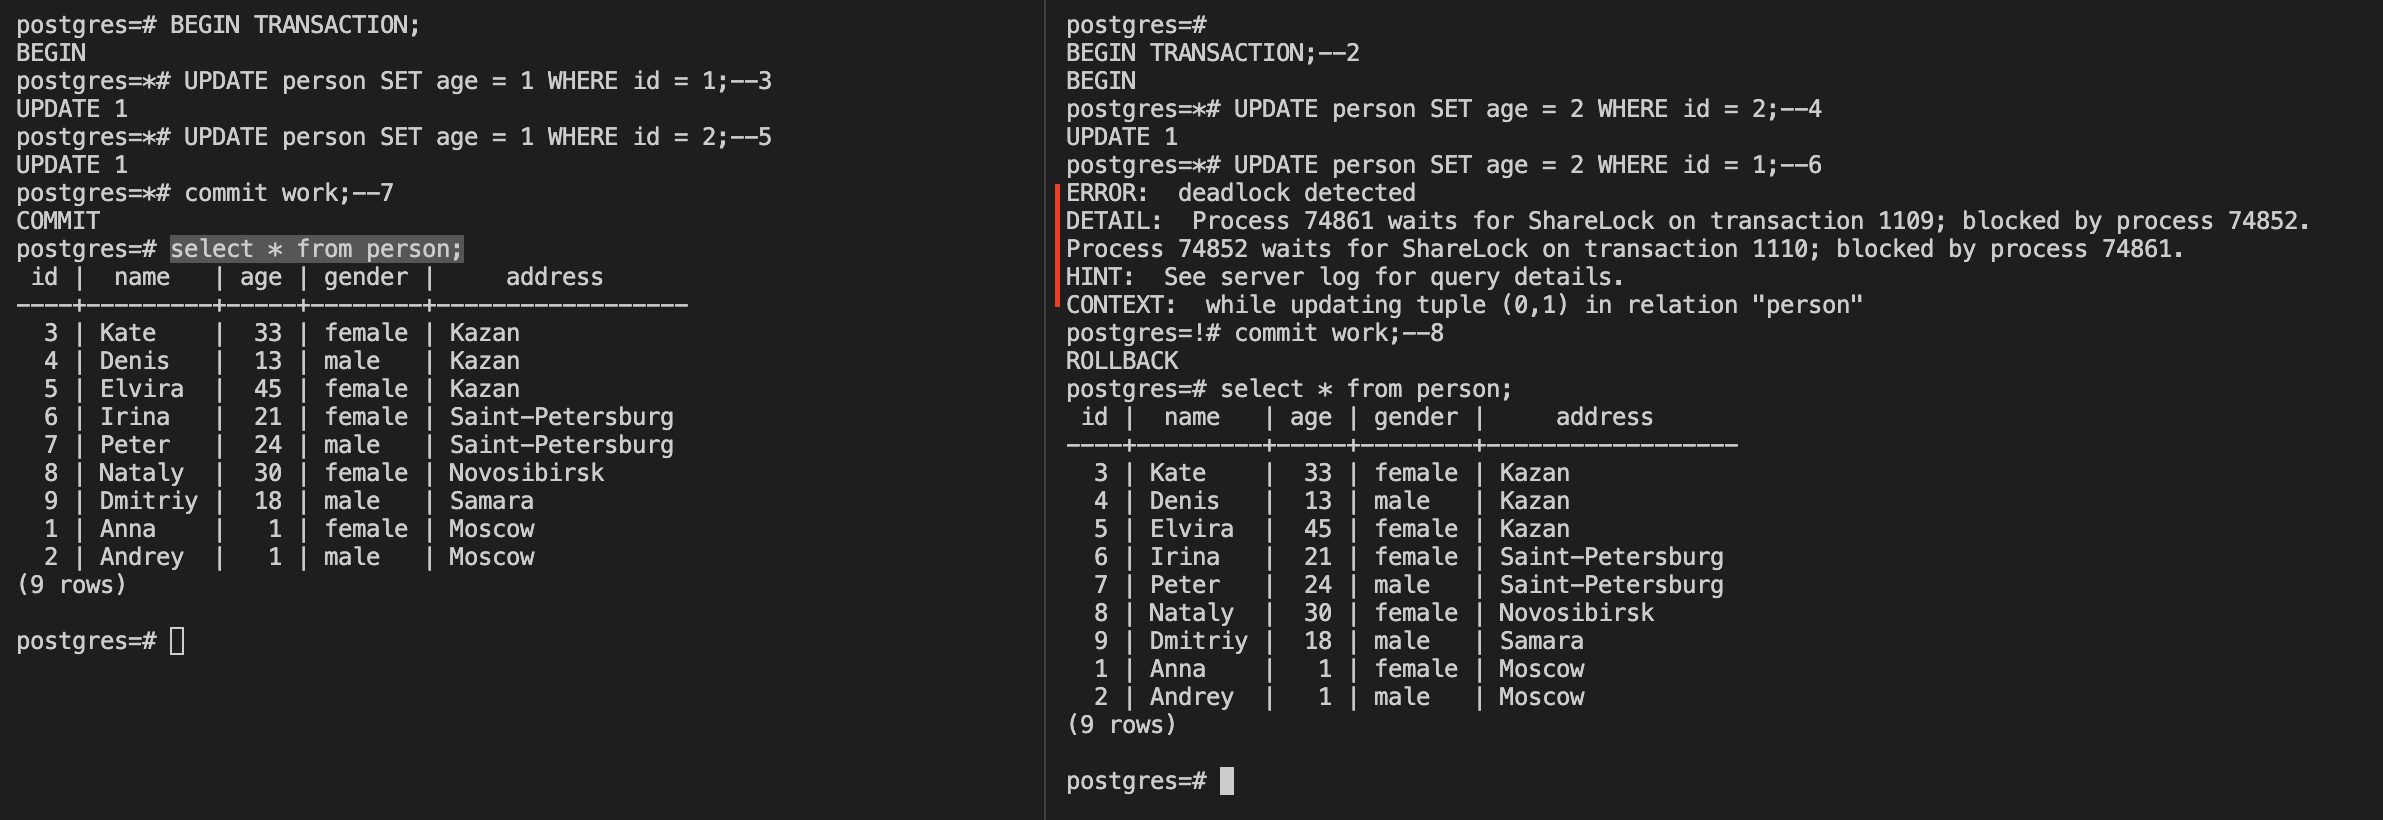 postgres=# BEGIN TRANSACTION;
BEGIN
postgres=*# UPDATE person SET age = 1 WHERE id = 1;--3
UPDATE 1
postgres=*# UPDATE person SET age = 1 WHERE id = 2;--5
UPDATE 1
postgres=*# commit work;--7
COMMIT
postgres=# select * from person;
 id |  name   | age | gender |     address
----+---------+-----+--------+------------------
  3 | Kate    |  33 | female | Kazan
  4 | Denis   |  13 | male   | Kazan
  5 | Elvira  |  45 | female | Kazan
  6 | Irina   |  21 | female | Saint-Petersburg
  7 | Peter   |  24 | male   | Saint-Petersburg
  8 | Nataly  |  30 | female | Novosibirsk
  9 | Dmitriy |  18 | male   | Samara
  1 | Anna    |   1 | female | Moscow
  2 | Andrey  |   1 | male   | Moscow
(9 rows)
postgres=#
postgres=#
BEGIN TRANSACTION;--2
BEGIN
postgres=*# UPDATE person SET age = 2 WHERE id = 2;--4
UPDATE 1
postgres=*# UPDATE person SET age = 2 WHERE id = 1;--6
ERROR:  deadlock detected
DETAIL:  Process 74861 waits for ShareLock on transaction 1109; blocked by process 74852.
Process 74852 waits for ShareLock on transaction 1110; blocked by process 74861.
HINT:  See server log for query details.
CONTEXT:  while updating tuple (0,1) in relation "person"
postgres=!# commit work;--8
ROLLBACK
postgres=# select * from person;
 id |  name   | age | gender |     address
----+---------+-----+--------+------------------
  3 | Kate    |  33 | female | Kazan
  4 | Denis   |  13 | male   | Kazan
  5 | Elvira  |  45 | female | Kazan
  6 | Irina   |  21 | female | Saint-Petersburg
  7 | Peter   |  24 | male   | Saint-Petersburg
  8 | Nataly  |  30 | female | Novosibirsk
  9 | Dmitriy |  18 | male   | Samara
  1 | Anna    |   1 | female | Moscow
  2 | Andrey  |   1 | male   | Moscow
(9 rows)
postgres=#